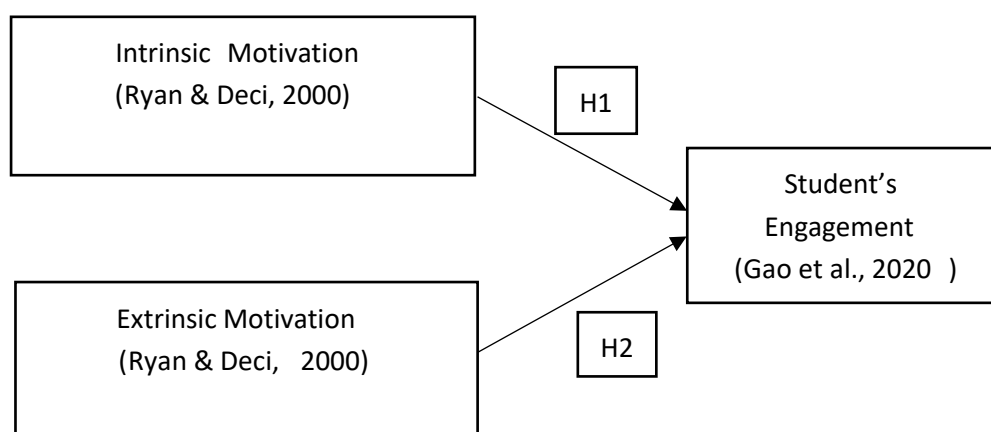 Intrinsic Motivation
(Ryan & Deci, 2000)
H1
Student’s
Engagement
(Gao et al., 2020 )
Extrinsic Motivation
(Ryan & Deci, 2000)
H2